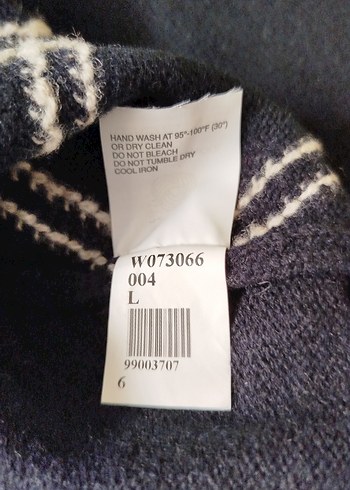 HAND WASH AT 95°-100°F (30°)
OR DRY CLEAN
DO NOT BLEACH
DO NOT TUMBLE DRY
COOL IRON
W073066
004
L
99003707
6